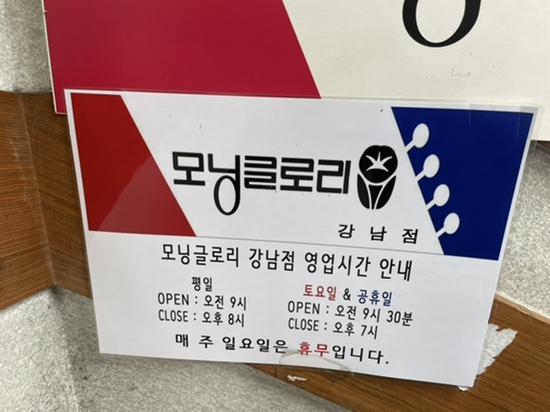 모닝글로리
강남점
모닝글로리 강남점 영업시간 안내
평일
OPEN : 오전 9시
CLOSE : 오후 8시
토요일 & 공휴일
OPEN : 오전 9시 30분
CLOSE : 오후 7시
매 주 일요일은 휴무입니다.